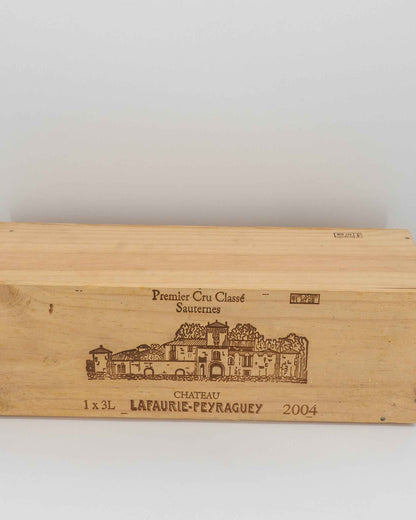 Premier Cru Classé
Sauternes
CHATEAU
1 x 3L LAFAURIE-PEYRAGUEY 2004